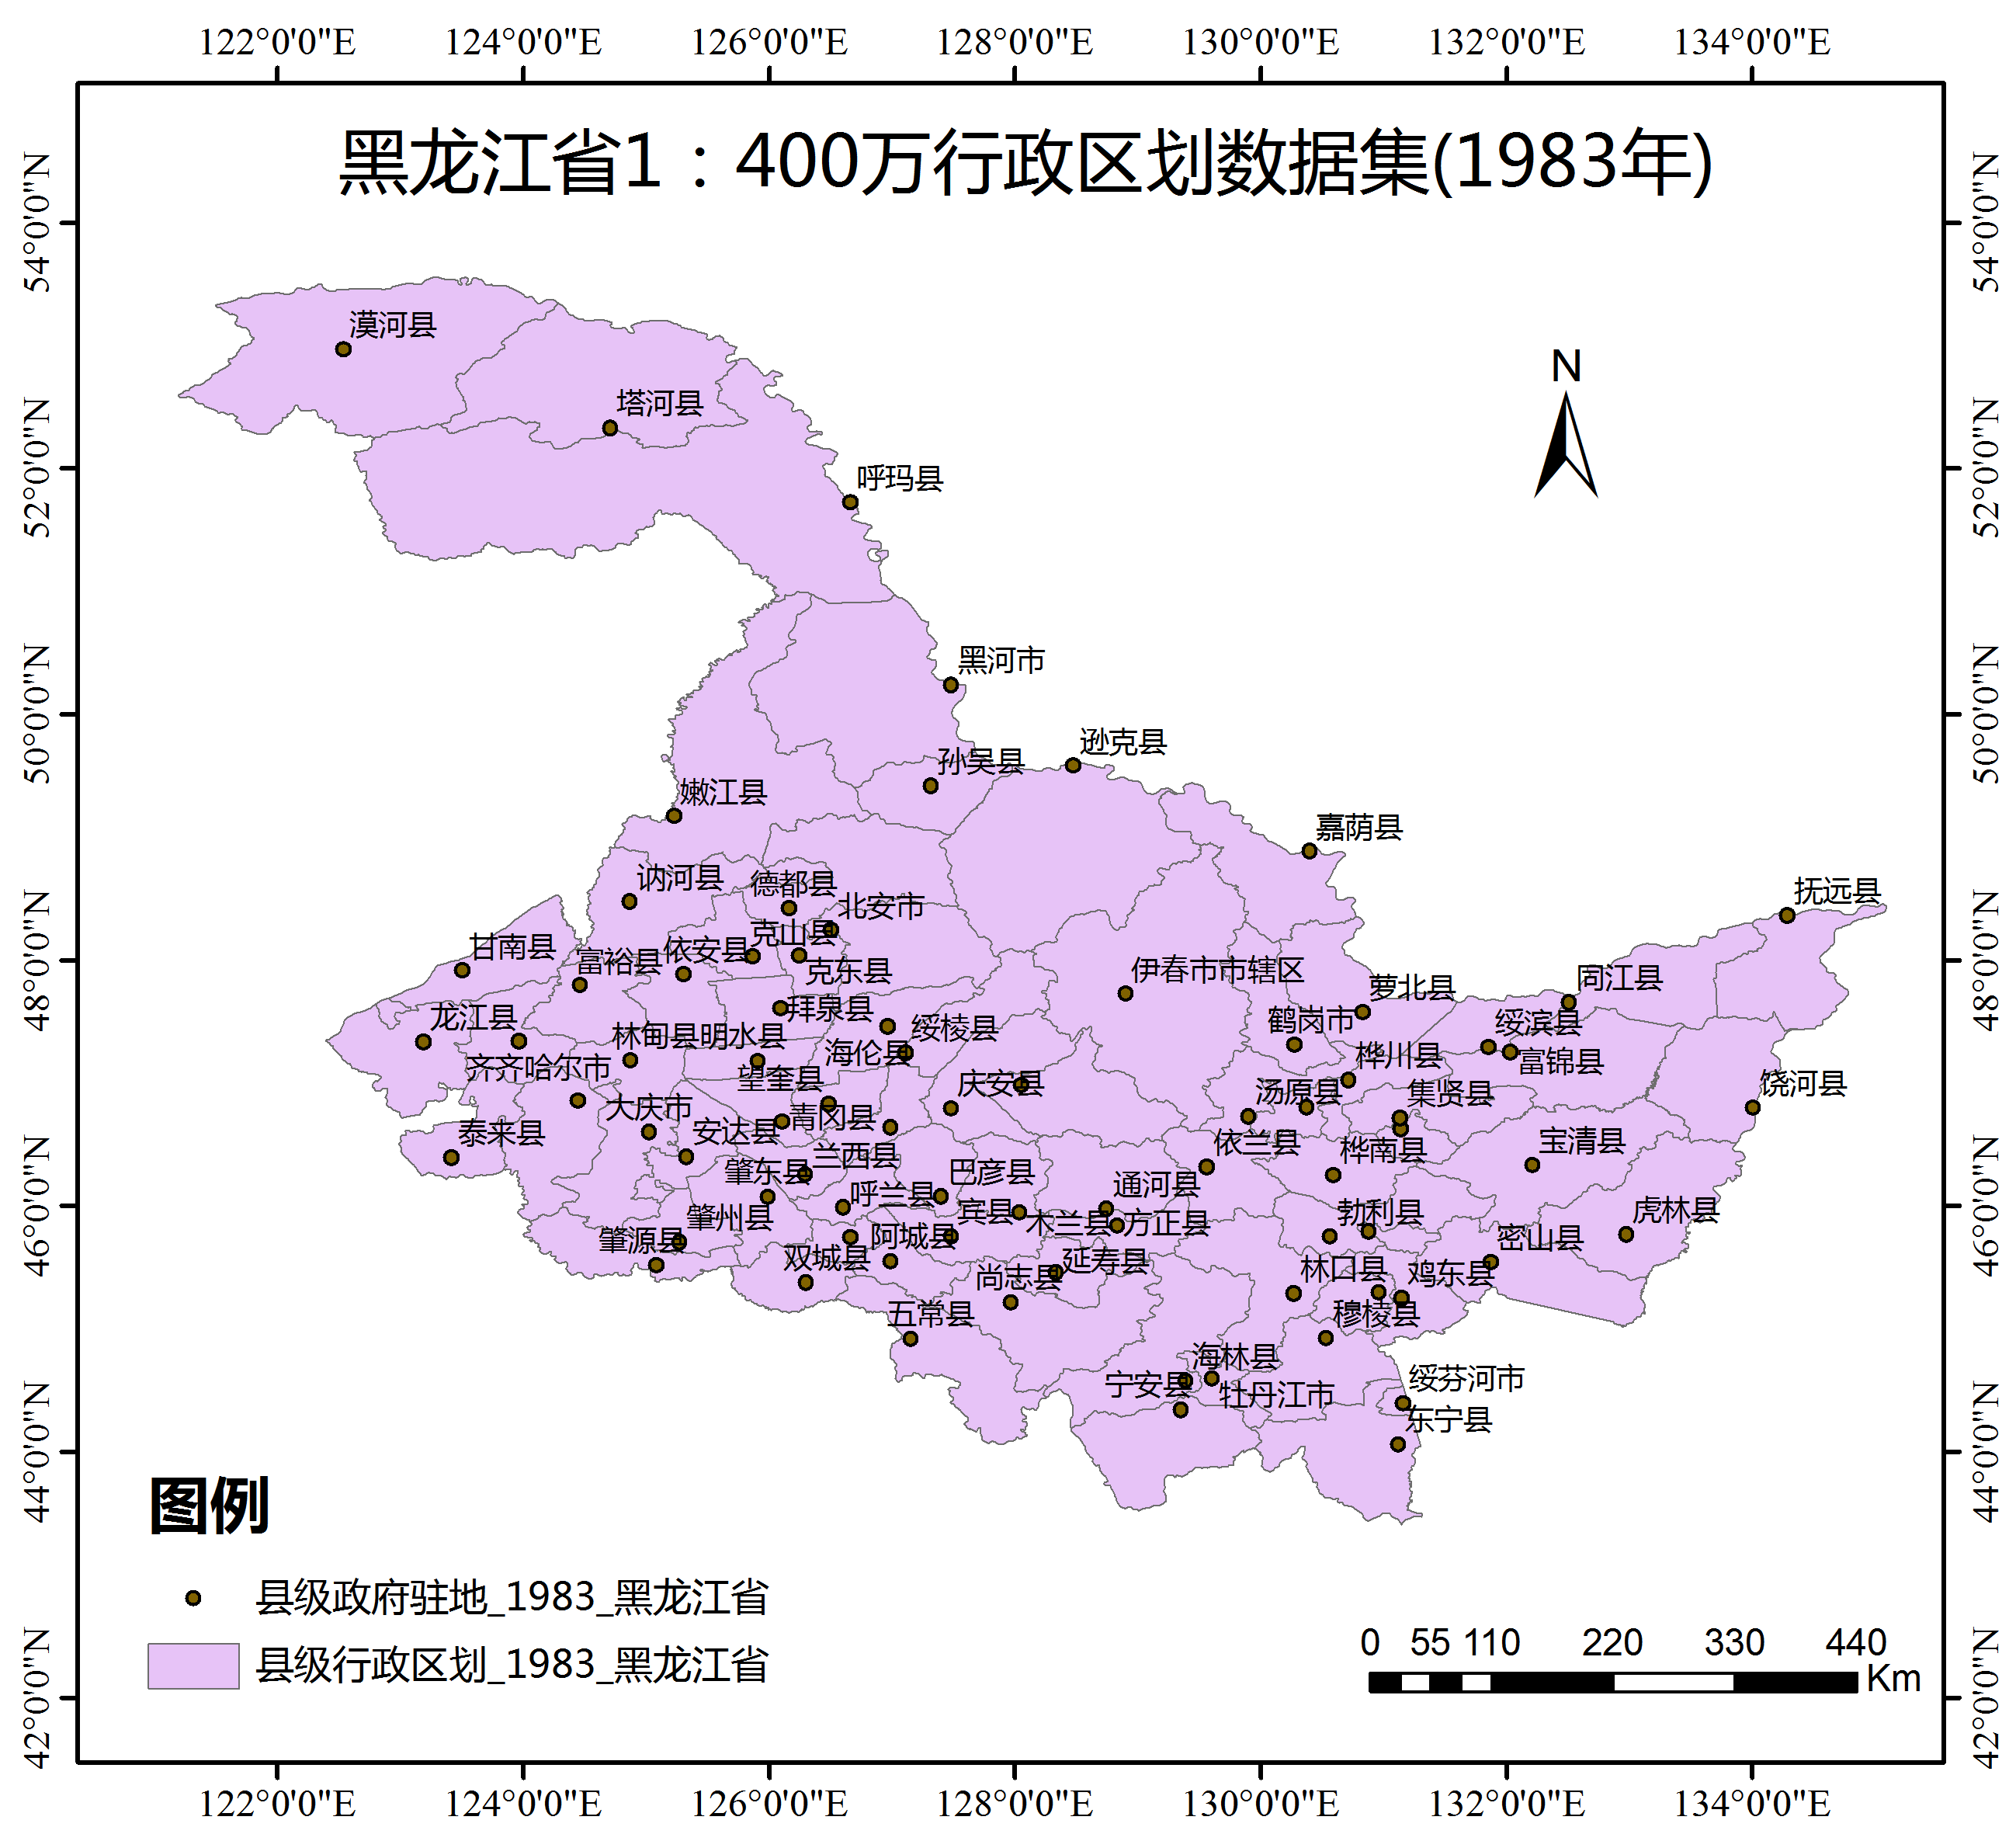 122°0'0"E 124°0'0"E 126°0'0"E 128°0'0"E 130°0'0"E 132°0'0"E 134°0'0"E
黑龙江省1：400万行政区划数据集(1983年)
54°0'0"N
54°0'0"N
漠河县
N
塔河县
52°0'0"N
呼玛县
52°0'0"N
黑河市
50°0'0"N
逊克县
50°0'0"N
孙吴县
嫩江县
嘉荫县
讷河县
德都县
抚远县
北安市
克山县
甘南县
依安县
富裕县
克东县
伊春市市辖区
同江县
48°0'0"N
48°0'0"N
萝北县
拜泉县
龙江县
鹤岗市
绥滨县
绥棱县
林甸县
明水县
海伦县
桦川县
富锦县
齐齐哈尔市
望奎县
庆安县
饶河县
汤原县
集贤县
大庆市
青冈县
安达县
泰来县
依兰县
宝清县
桦南县
兰西县
肇东县
巴彦县
通河县
46°0'0"N
46°0'0"N
呼兰县
宾县
木兰县
方正县
勃利县
虎林县
肇州县
肇源县
阿城县
密山县
双城县
延寿县
尚志县
林口县
鸡东县
五常县
穆棱县
海林县
宁安县
牡丹江市
绥芬河市
东宁县
44°0'0"N
44°0'0"N
图例
县级政府驻地_1983_黑龙江省
县级行政区划_1983_黑龙江省
0 55 110 220 330 440
Km
42°0'0"N
42°0'0"N
122°0'0"E 124°0'0"E 126°0'0"E 128°0'0"E 130°0'0"E 132°0'0"E 134°0'0"E